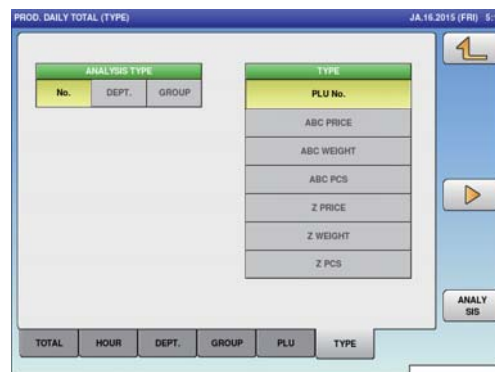 PROD. DAILY TOTAL (TYPE) JA.16.2015 (FRI) 5:
ANALYSIS TYPE
No. DEPT. GROUP
TYPE
PLU No.
ABC PRICE
ABC WEIGHT
ABC PCS
Z PRICE
Z WEIGHT
Z PCS
ANALY
SIS
TOTAL HOUR DEPT. GROUP PLU TYPE